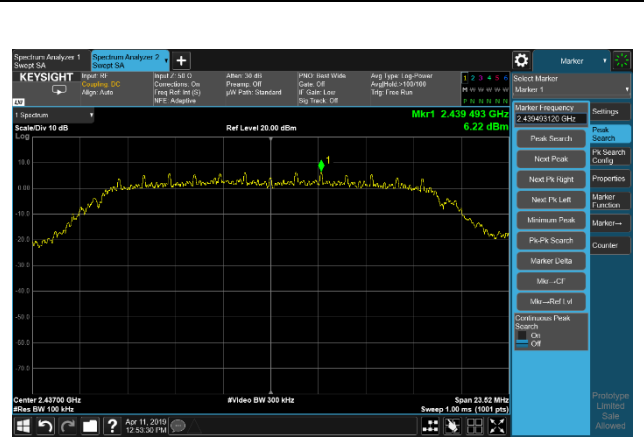 Spectrum Analyzer 1
Swept SA
Spectrum Analyzer 2
Swept SA
+
Marker
KEYSIGHT
Input: RF
Coupling: DC
Align: Auto
Input Z: 50 Ω
Corrections: On
Freq Ref: Int (S)
NFE: Adaptive
Atten: 30 dB
Preamp: Off
µW Path: Standard
PNO: Best Wide
Gate: Off
IF Gain: Low
Sig Track: Off
Avg Type: Log-Power
Avg|Hold: >100/100
Trig: Free Run
1 2 3 4 5 6
M W W W W W
P N N N N N
Select Marker
Marker 1
1 Spectrum
Scale/Div 10 dB
Log
Ref Level 20.00 dBm
Mkr1 2.439 493 GHz
6.22 dBm
1
10.0
0.00
-10.0
-20.0
-30.0
-40.0
-50.0
-60.0
-70.0
Center 2.43700 GHz
#Res BW 100 kHz
#Video BW 300 kHz
Span 23.52 MHz
Sweep 1.00 ms (1001 pts)
Marker Frequency
2.439493120 GHz
Peak Search
Next Peak
Next Pk Right
Next Pk Left
Minimum Peak
Pk-Pk Search
Marker Delta
Mkr→CF
Mkr→Ref Lvl
Continuous Peak
Search
On
Off
Settings
Peak
Search
Pk Search
Config
Properties
Marker
Function
Marker→
Counter
Prototype
Limited
Sale
Allowed
?
Apr 11, 2019
12:53:30 PM